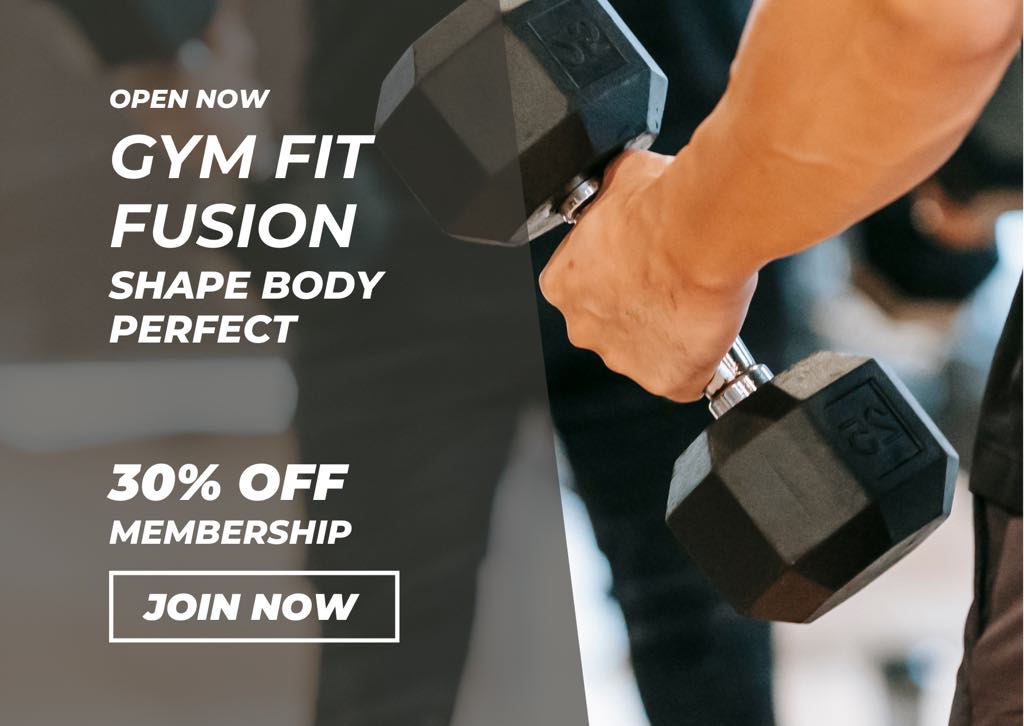 OPEN NOW
GYM FIT
FUSION
SHAPE BODY
PERFECT
30% OFF
MEMBERSHIP
JOIN NOW